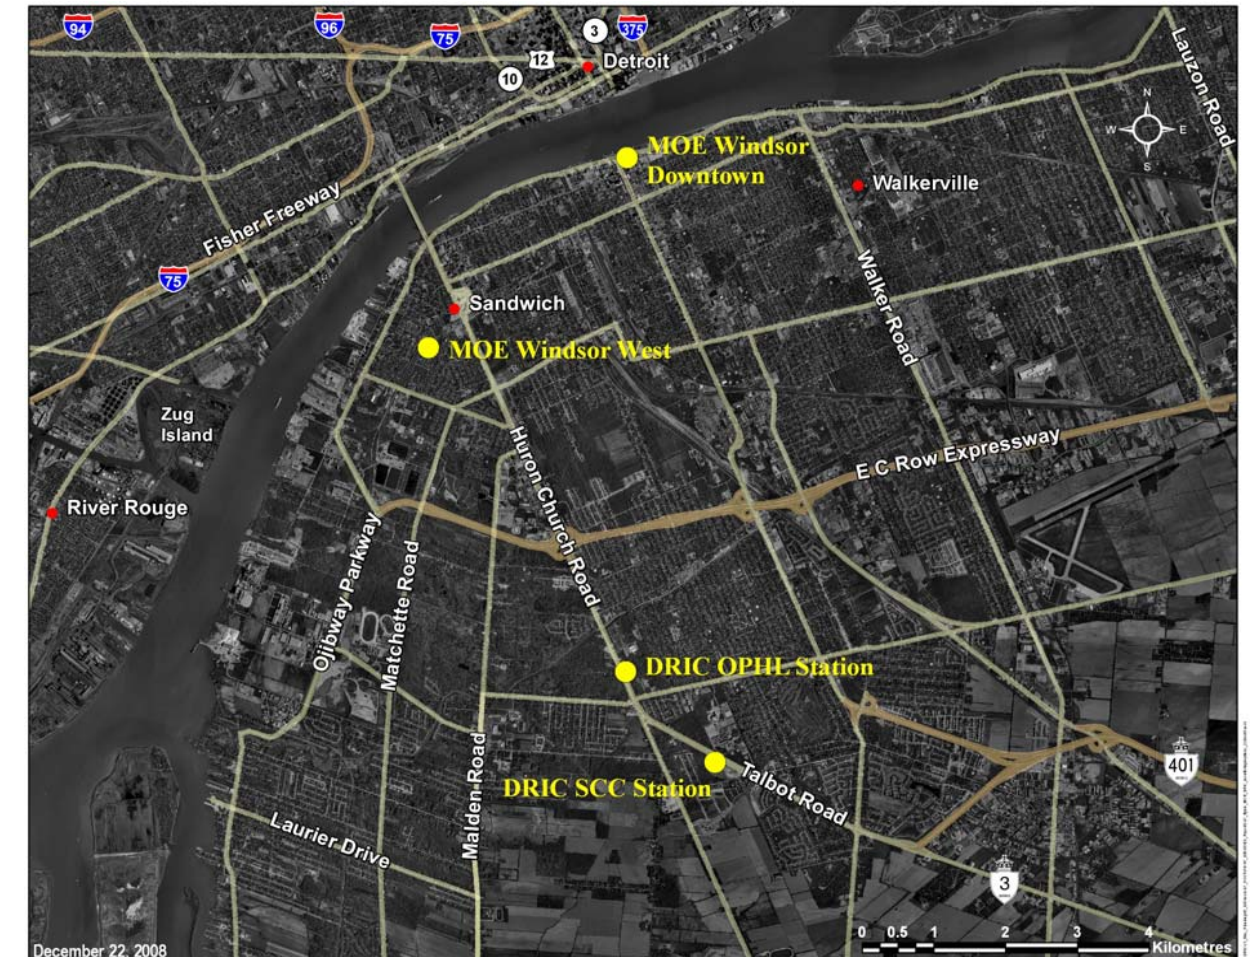 94
96
75
3
375
12
10
Detroit
Lauzon Road
N
W
E
S
MOE Windsor
Downtown
Walkerville
Fisher Freeway
75
Walker Road
Sandwich
MOE Windsor West
Zug
Island
Huron Church Road
E C Row Expressway
River Rouge
Ojibway Parkway
Matchette Road
DRIC OPHL Station
Malden Road
DRIC SCC Station
Talbot Road
401
Laurier Drive
3
0 0.5 1 2 3 4
Kilometres
December 22, 2008